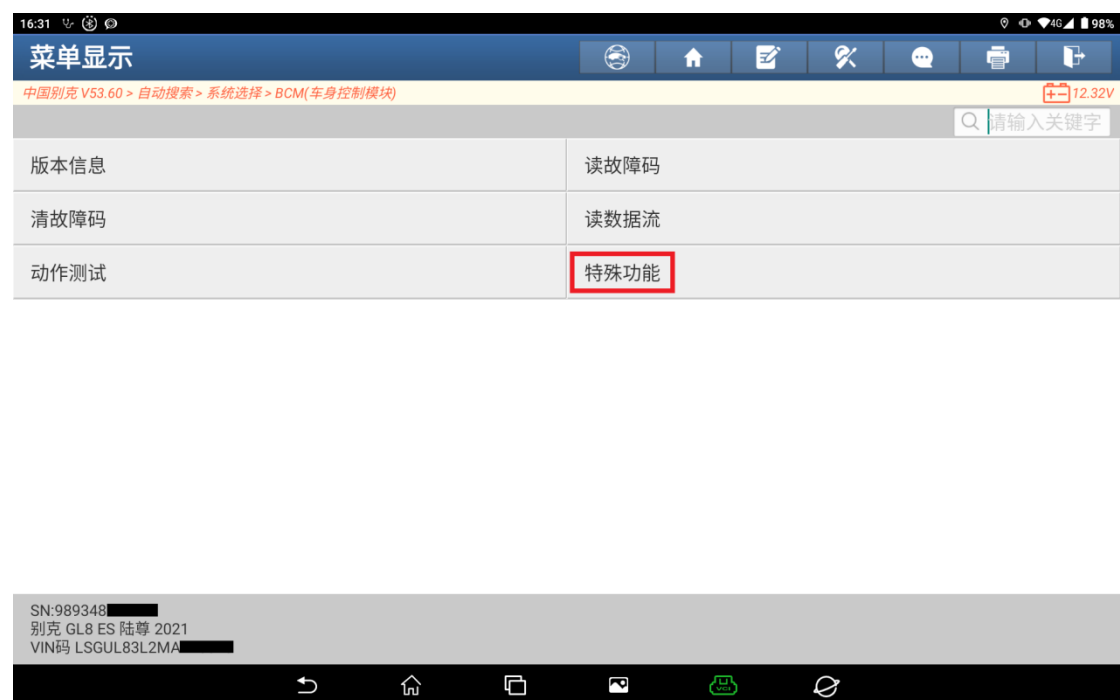 16:31 4G 98%
菜单显示
中国别克 V53.60 > 自动搜索 > 系统选择 > BCM(车身控制模块) 12.32V
请输入关键字
版本信息 读故障码
清故障码 读数据流
动作测试 特殊功能
SN:989348
别克 GL8 ES 陆尊 2021
VIN码 LSGUL83L2MA
VCI